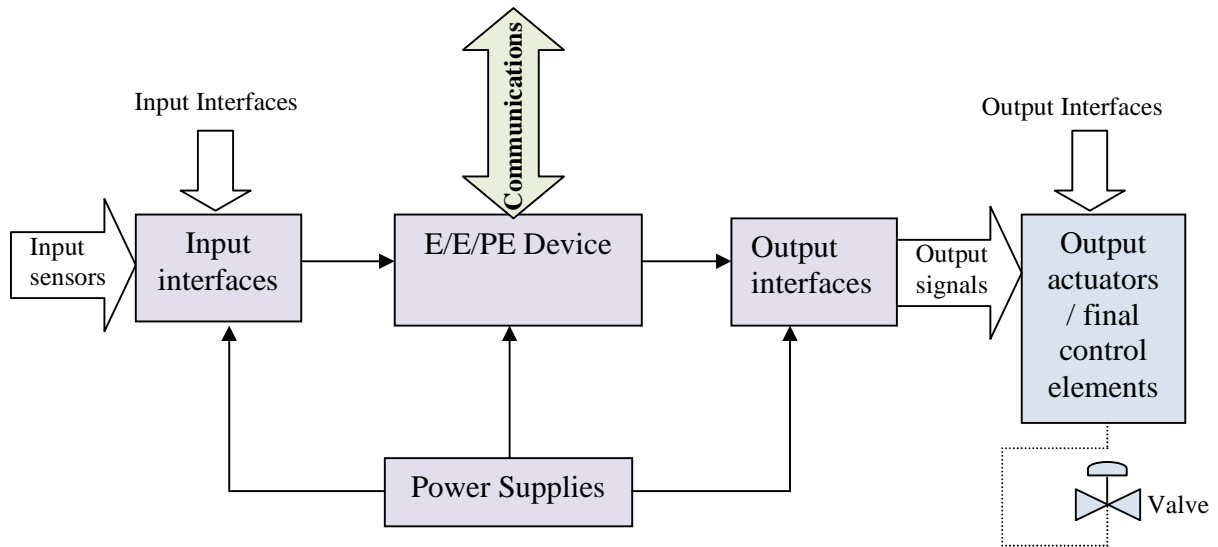 Communications
Input Interfaces
Output Interfaces
Input
sensors
Input
interfaces
E/E/PE Device
Output
interfaces
Output
signals
Output
actuators
/ final
control
elements
Power Supplies
Valve